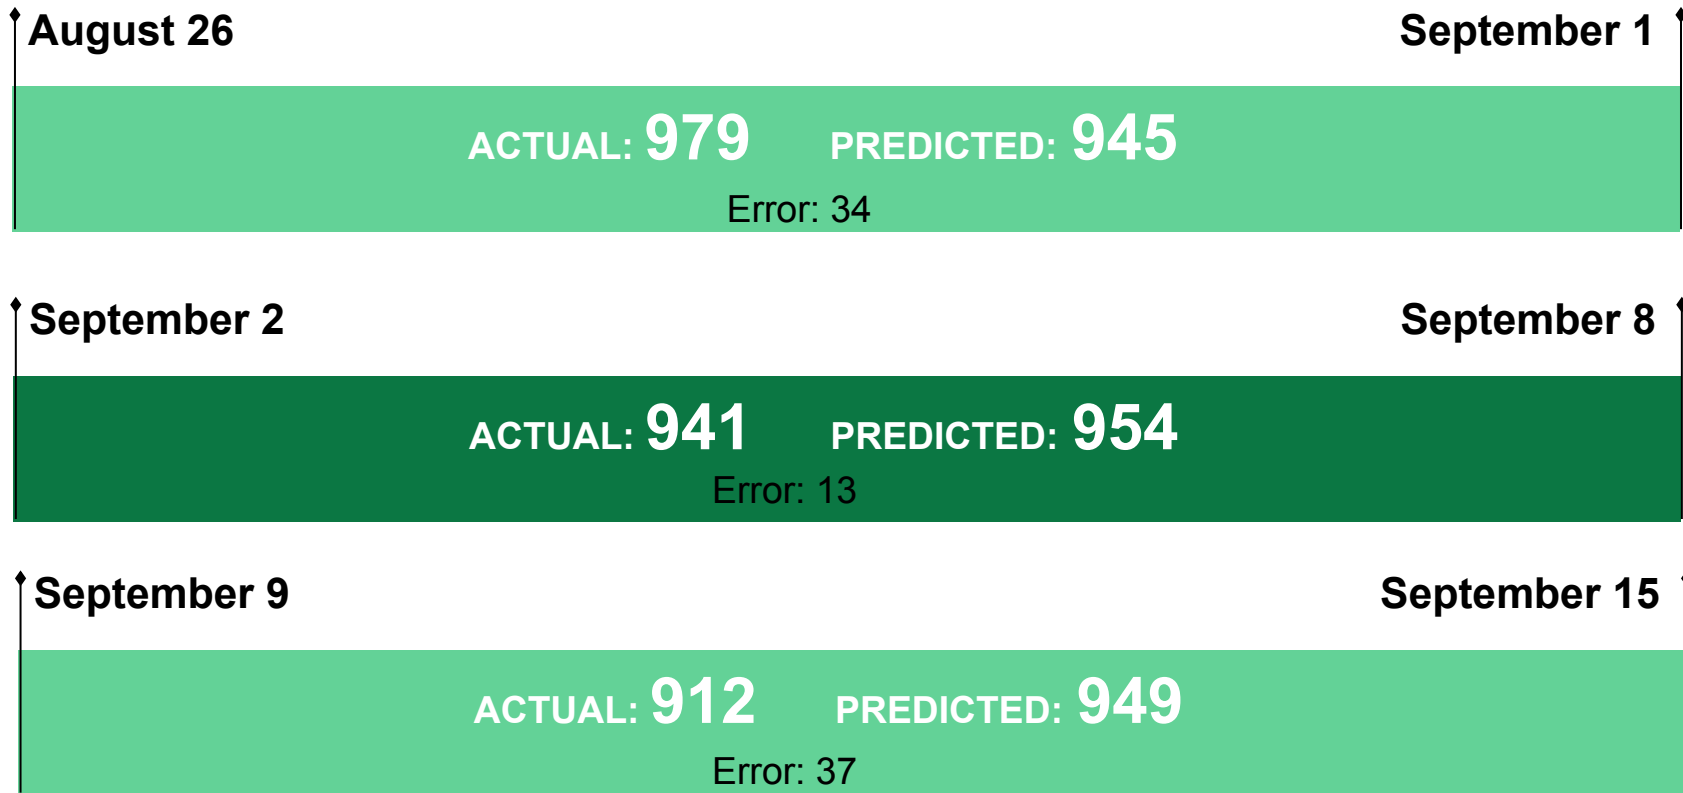 August 26 September 1
ACTUAL: 979 PREDICTED: 945
Error: 34
September 2 September 8
ACTUAL: 941 PREDICTED: 954
Error: 13
September 9 September 15
ACTUAL: 912 PREDICTED: 949
Error: 37